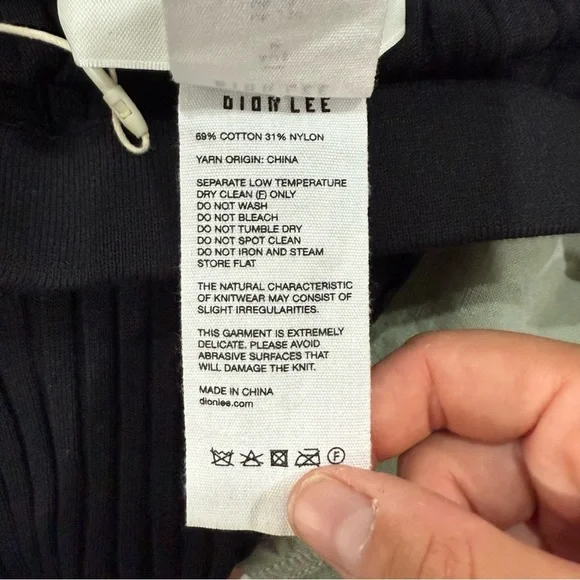 DION LEE
69% COTTON 31% NYLON
YARN ORIGIN: CHINA
SEPARATE LOW TEMPERATURE
DRY CLEAN (F) ONLY
DO NOT WASH
DO NOT BLEACH
DO NOT TUMBLE DRY
DO NOT SPOT CLEAN
DO NOT IRON AND STEAM
STORE FLAT
THE NATURAL CHARACTERISTIC
OF KNITWEAR MAY CONSIST OF
SLIGHT IRREGULARITIES.
THIS GARMENT IS EXTREMELY
DELICATE. PLEASE AVOID
ABRASIVE SURFACES THAT
WILL DAMAGE THE KNIT.
MADE IN CHINA
dionlee.com
F